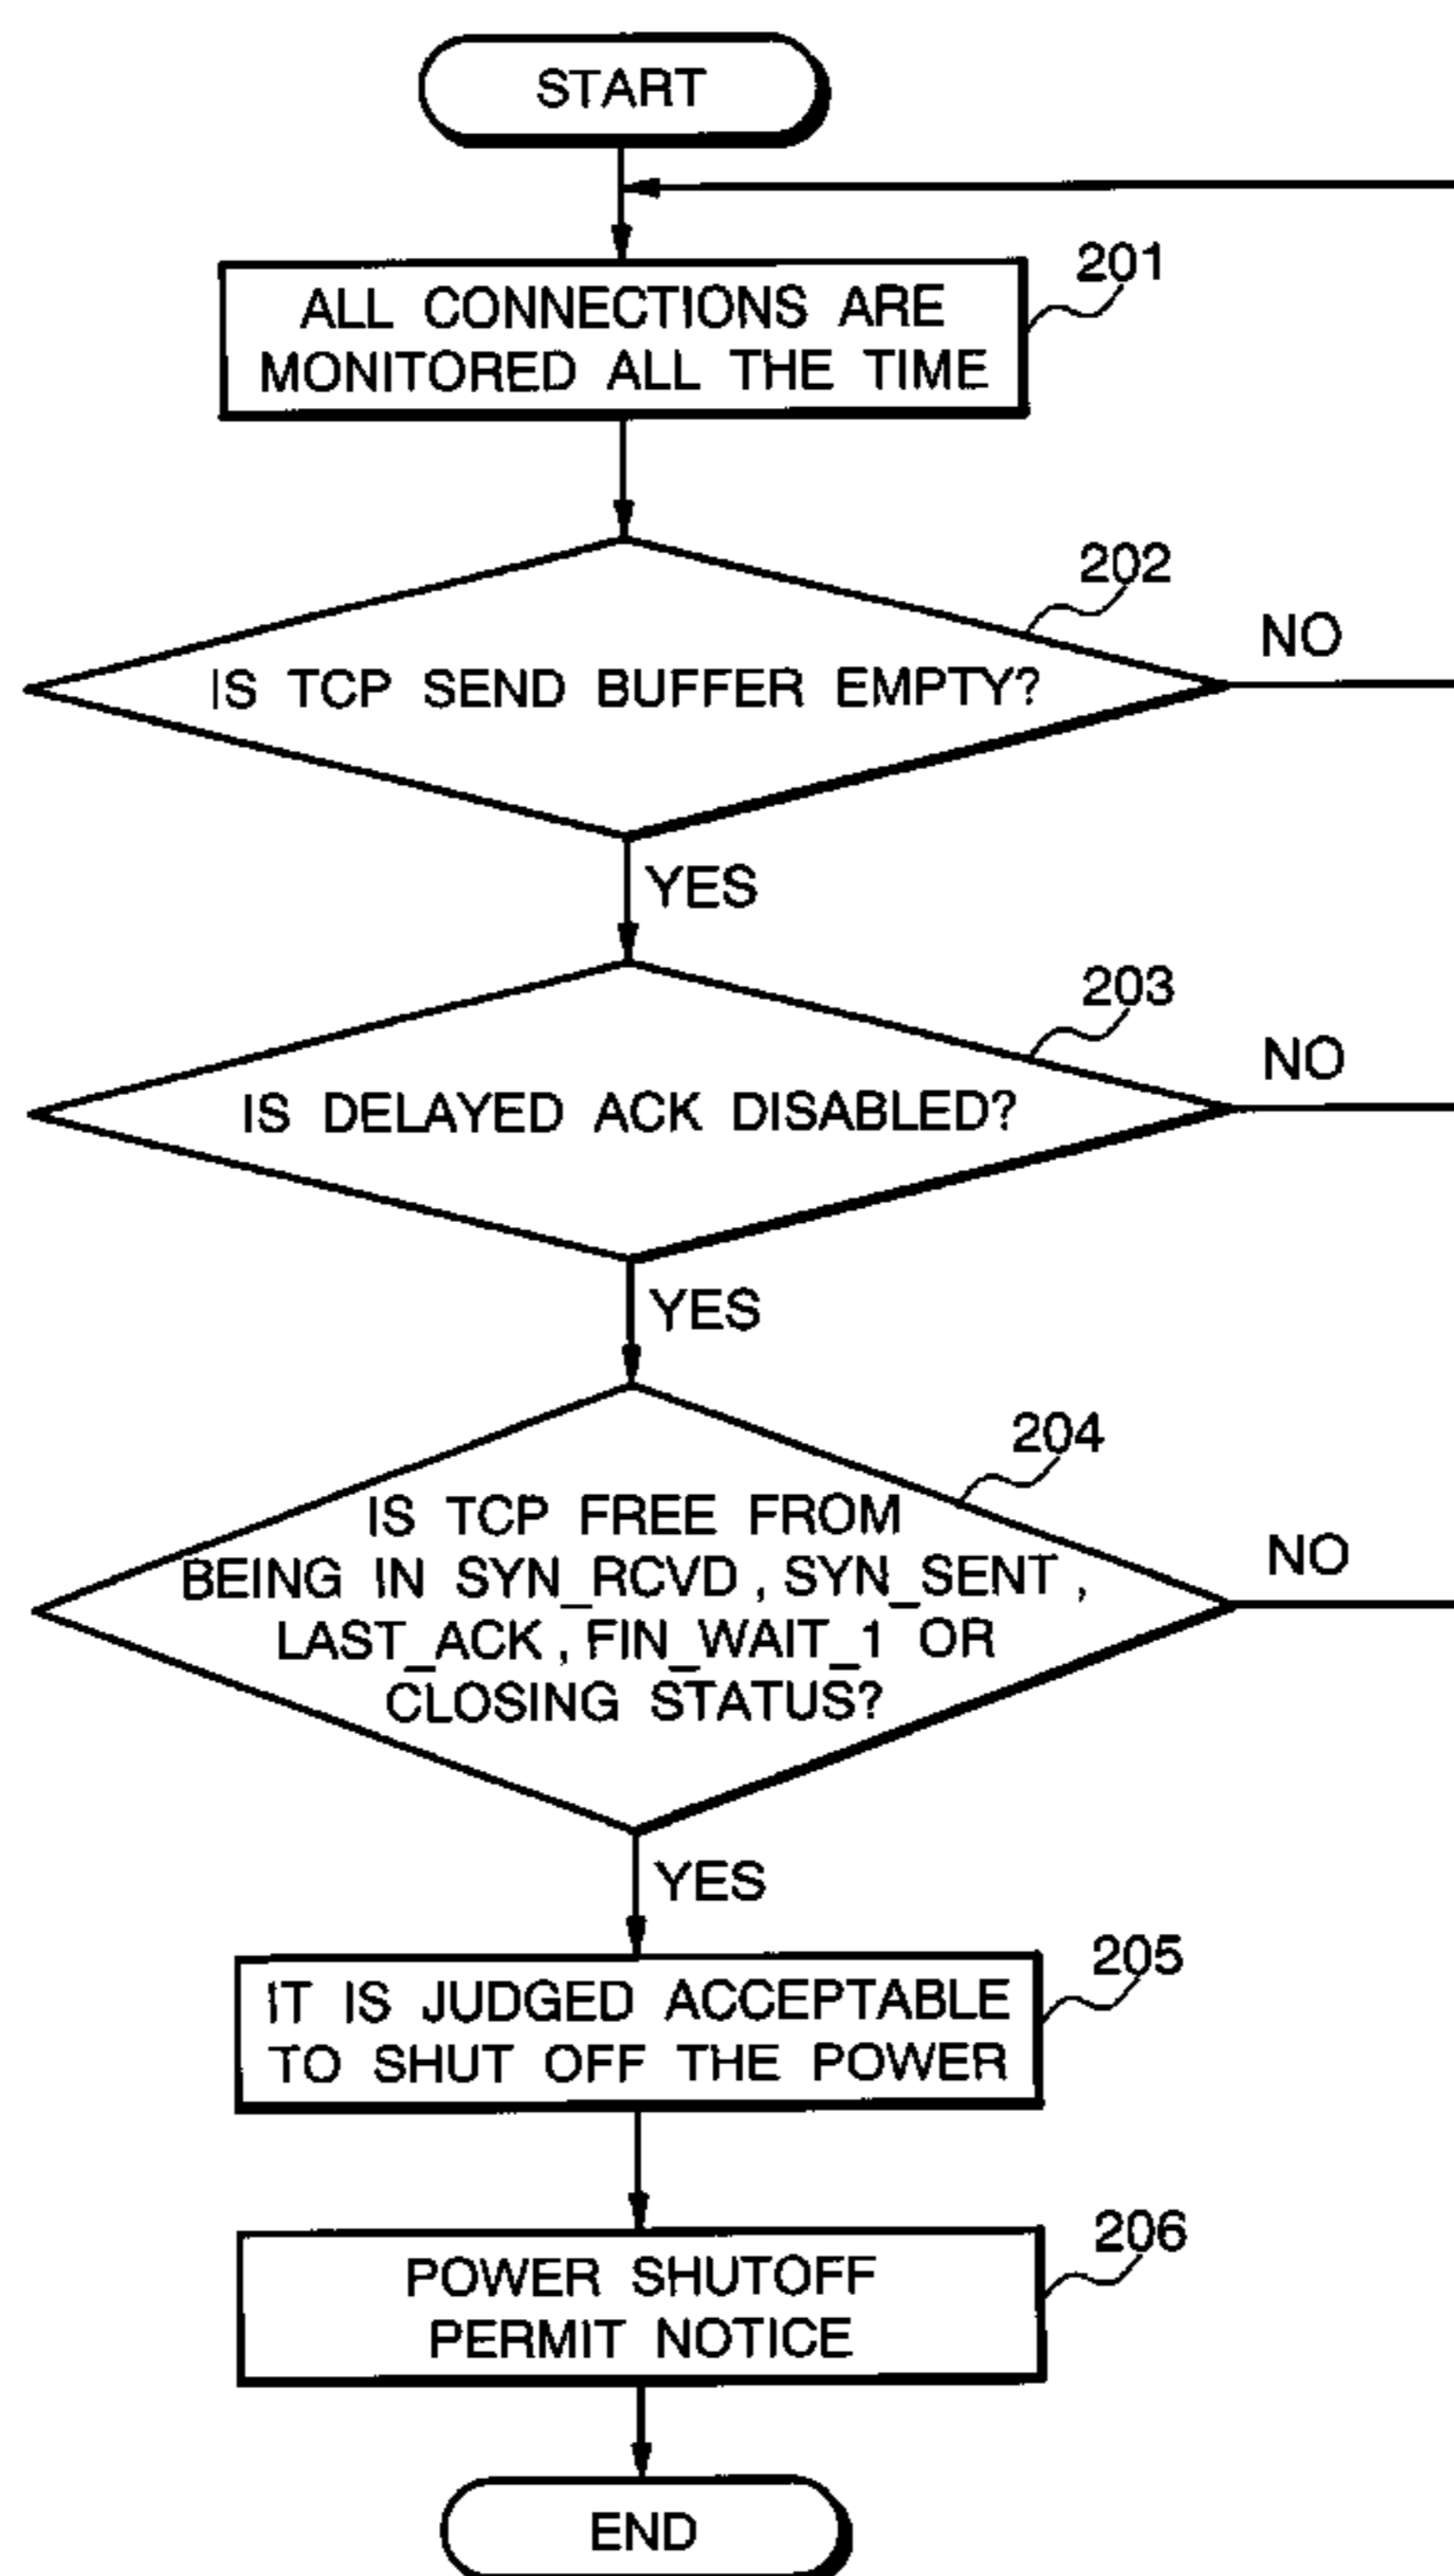 START
201
ALL CONNECTIONS ARE
MONITORED ALL THE TIME
202
NO
IS TCP SEND BUFFER EMPTY?
YES
203
NO
IS DELAYED ACK DISABLED?
YES
204
IS TCP FREE FROM
BEING IN SYN_RCVD, SYN_SENT,
NO
LAST_ACK, FIN_WAIT_1 OR
CLOSING STATUS?
YES
205
IT IS JUDGED ACCEPTABLE
TO SHUT OFF THE POWER
206
POWER SHUTOFF
PERMIT NOTICE
END